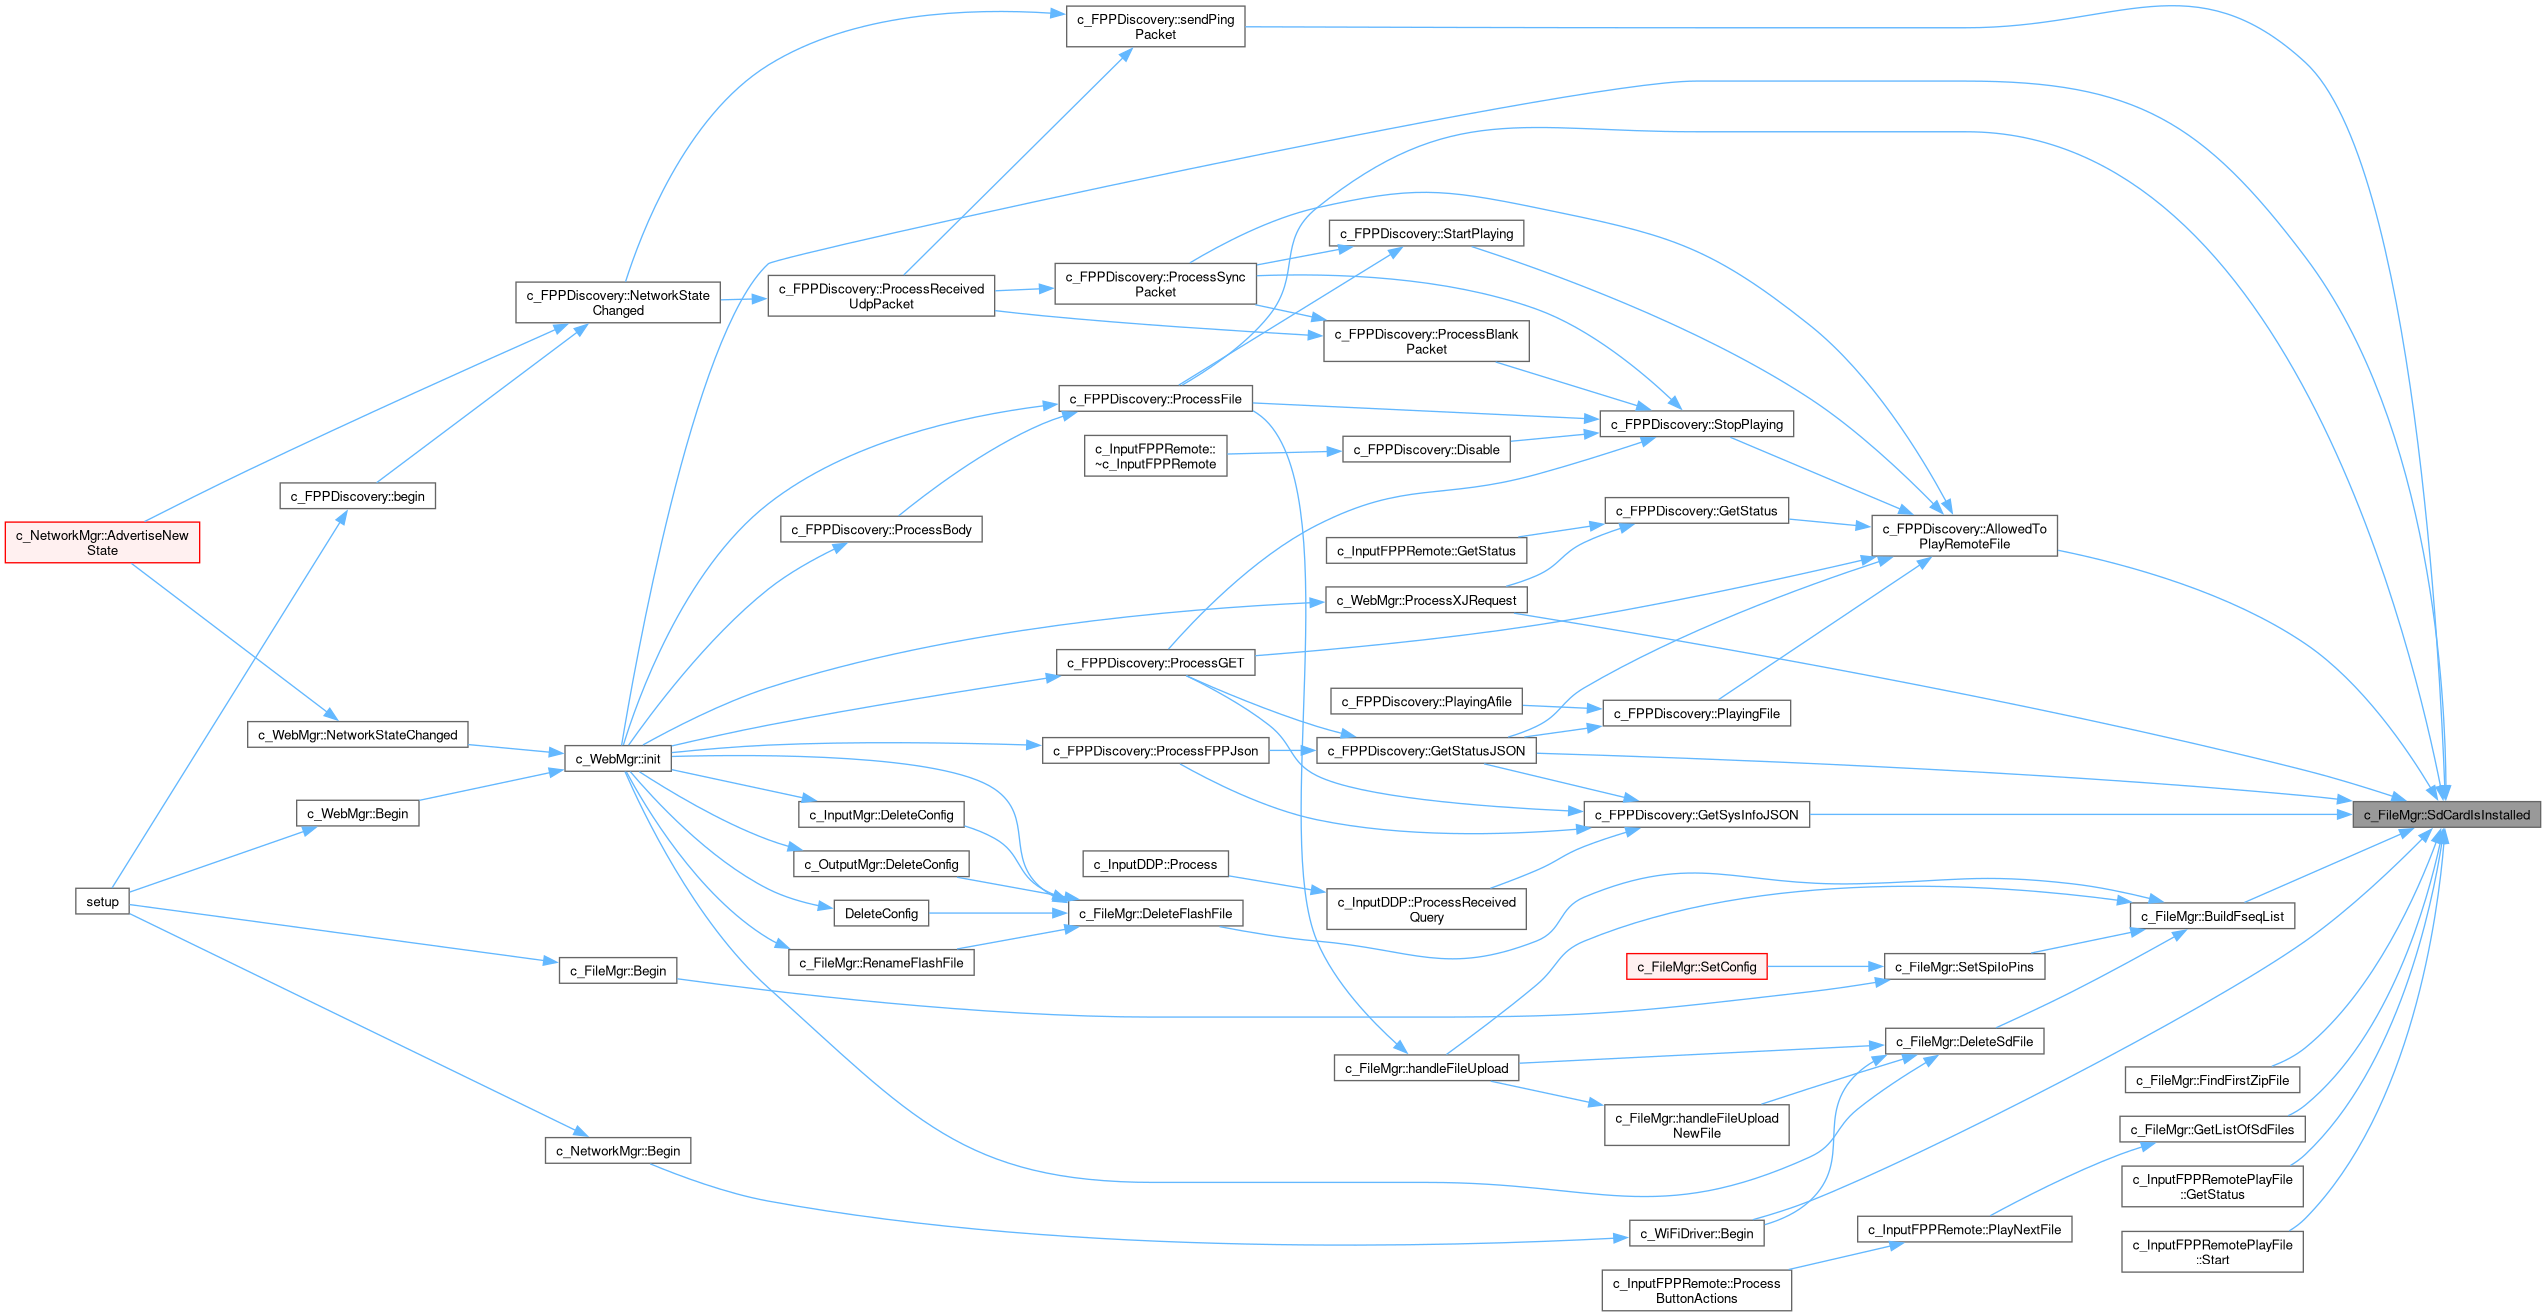 c_FPPDiscovery::sendPing
Packet
c_FPPDiscovery::StartPlaying
c_FPPDiscovery::ProcessSync
Packet
c_FPPDiscovery::ProcessReceived
UdpPacket
c_FPPDiscovery::NetworkState
Changed
c_FPPDiscovery::ProcessBlank
Packet
c_FPPDiscovery::ProcessFile
c_FPPDiscovery::StopPlaying
c_InputFPPRemote::
~c_InputFPPRemote
c_FPPDiscovery::Disable
c_FPPDiscovery::begin
c_FPPDiscovery::GetStatus
c_NetworkMgr::AdvertiseNew
State
c_FPPDiscovery::ProcessBody
c_InputFPPRemote::GetStatus
c_FPPDiscovery::AllowedTo
PlayRemoteFile
c_WebMgr::ProcessXJRequest
c_FPPDiscovery::ProcessGET
c_FPPDiscovery::PlayingAfile
c_FPPDiscovery::PlayingFile
c_WebMgr::NetworkStateChanged
c_WebMgr::init
c_FPPDiscovery::ProcessFPPJson
c_FPPDiscovery::GetStatusJSON
c_WebMgr::Begin
c_InputMgr::DeleteConfig
c_FPPDiscovery::GetSysInfoJSON
c_FileMgr::SdCardIsInstalled
c_OutputMgr::DeleteConfig
c_InputDDP::Process
setup
DeleteConfig
c_FileMgr::DeleteFlashFile
c_InputDDP::ProcessReceived
Query
c_FileMgr::BuildFseqList
c_FileMgr::Begin
c_FileMgr::RenameFlashFile
c_FileMgr::SetConfig
c_FileMgr::SetSpiIoPins
c_FileMgr::handleFileUpload
c_FileMgr::DeleteSdFile
c_FileMgr::FindFirstZipFile
c_FileMgr::handleFileUpload
NewFile
c_FileMgr::GetListOfSdFiles
c_NetworkMgr::Begin
c_InputFPPRemotePlayFile
::GetStatus
c_WiFiDriver::Begin
c_InputFPPRemote::PlayNextFile
c_InputFPPRemotePlayFile
::Start
c_InputFPPRemote::Process
ButtonActions